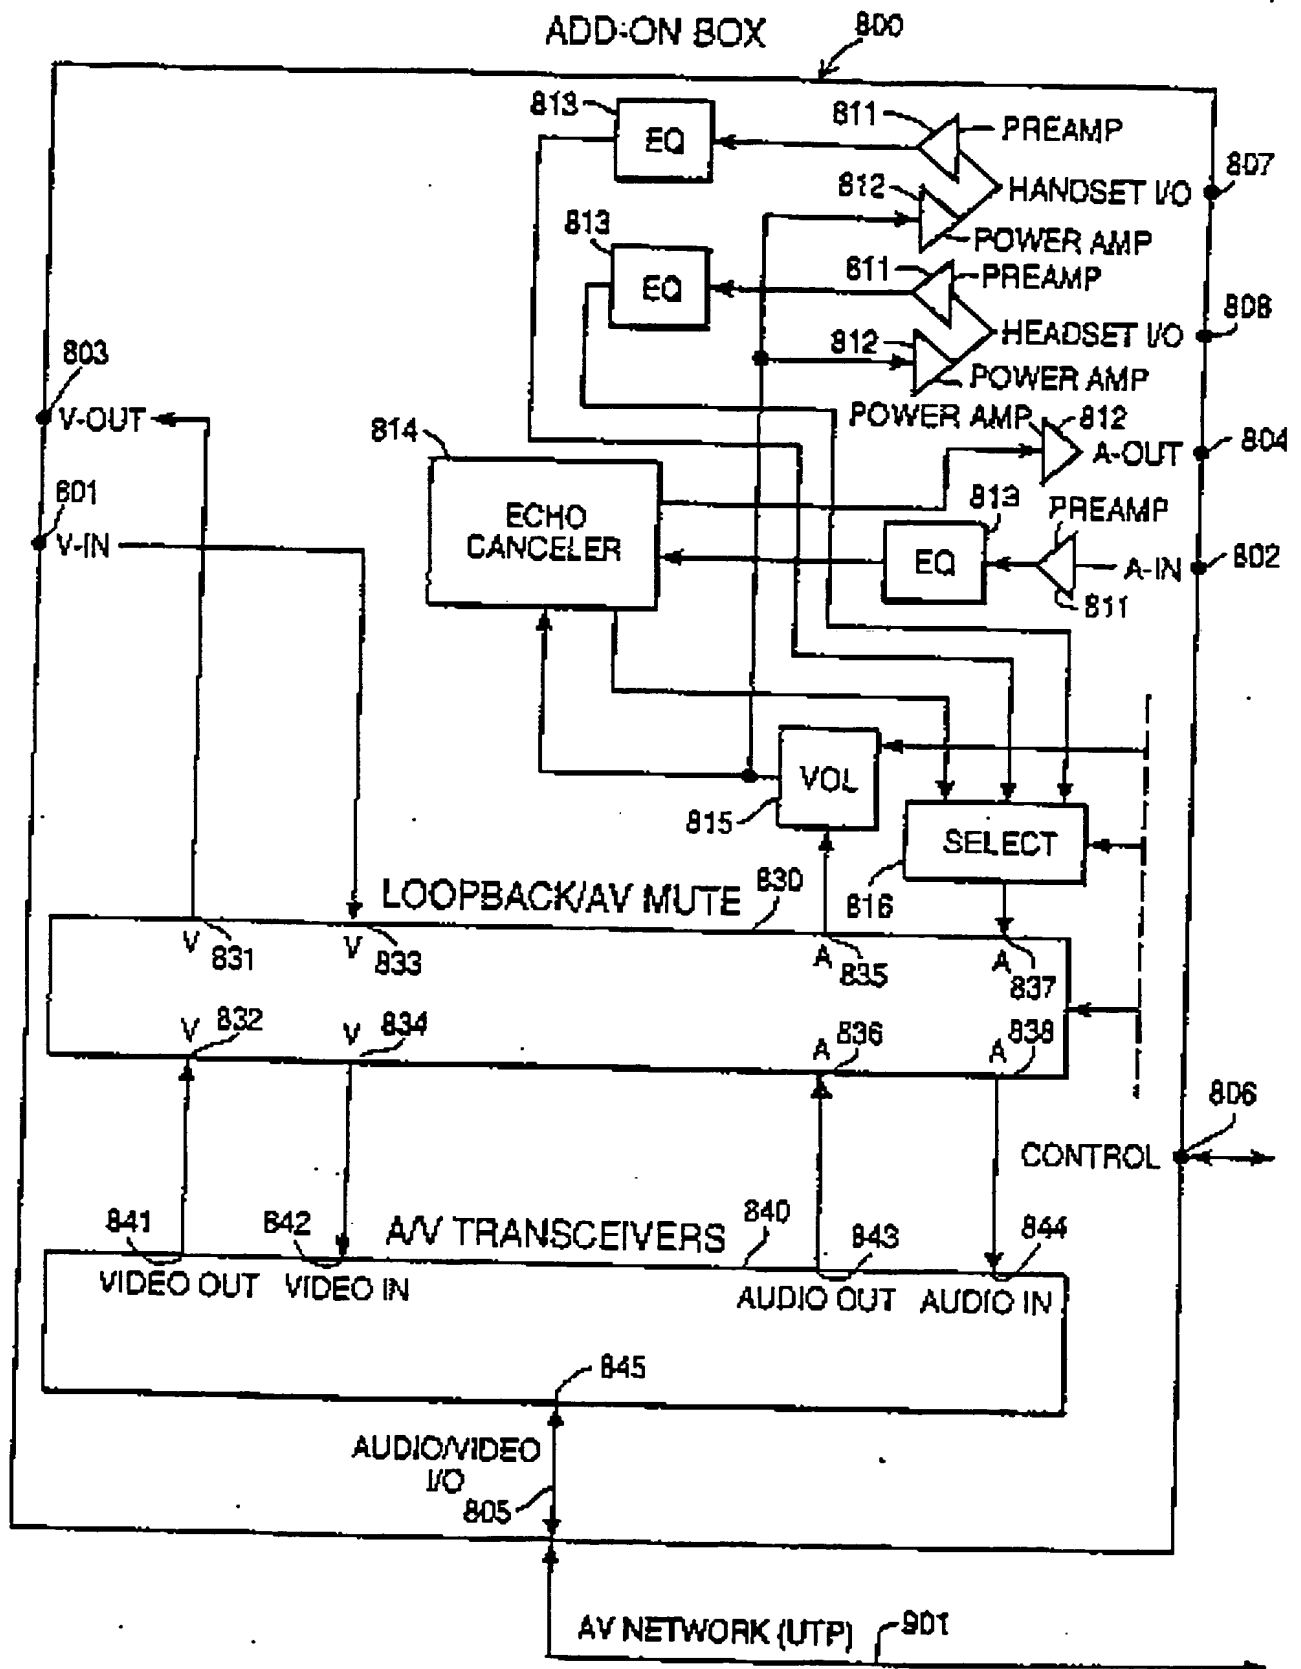 ADD-ON BOX
800
813
EQ
811
PREAMP
807
812
HANDSET I/O
POWER AMP
813
EQ
811
PREAMP
808
812
HEADSET I/O
POWER AMP
803
V-OUT
814
POWER AMP
812
A-OUT
804
801
V-IN
ECHO
CANCELER
813
EQ
PREAMP
A-IN
802
811
VOL
815
SELECT
816
LOOPBACK/AV MUTE
830
V
831
V
833
A
835
A
837
V
832
V
834
A
836
A
838
806
CONTROL
841
842
A/V TRANSCEIVERS
840
843
844
VIDEO OUT
VIDEO IN
AUDIO OUT
AUDIO IN
845
AUDIO/VIDEO
I/O
805
AV NETWORK (UTP)
901